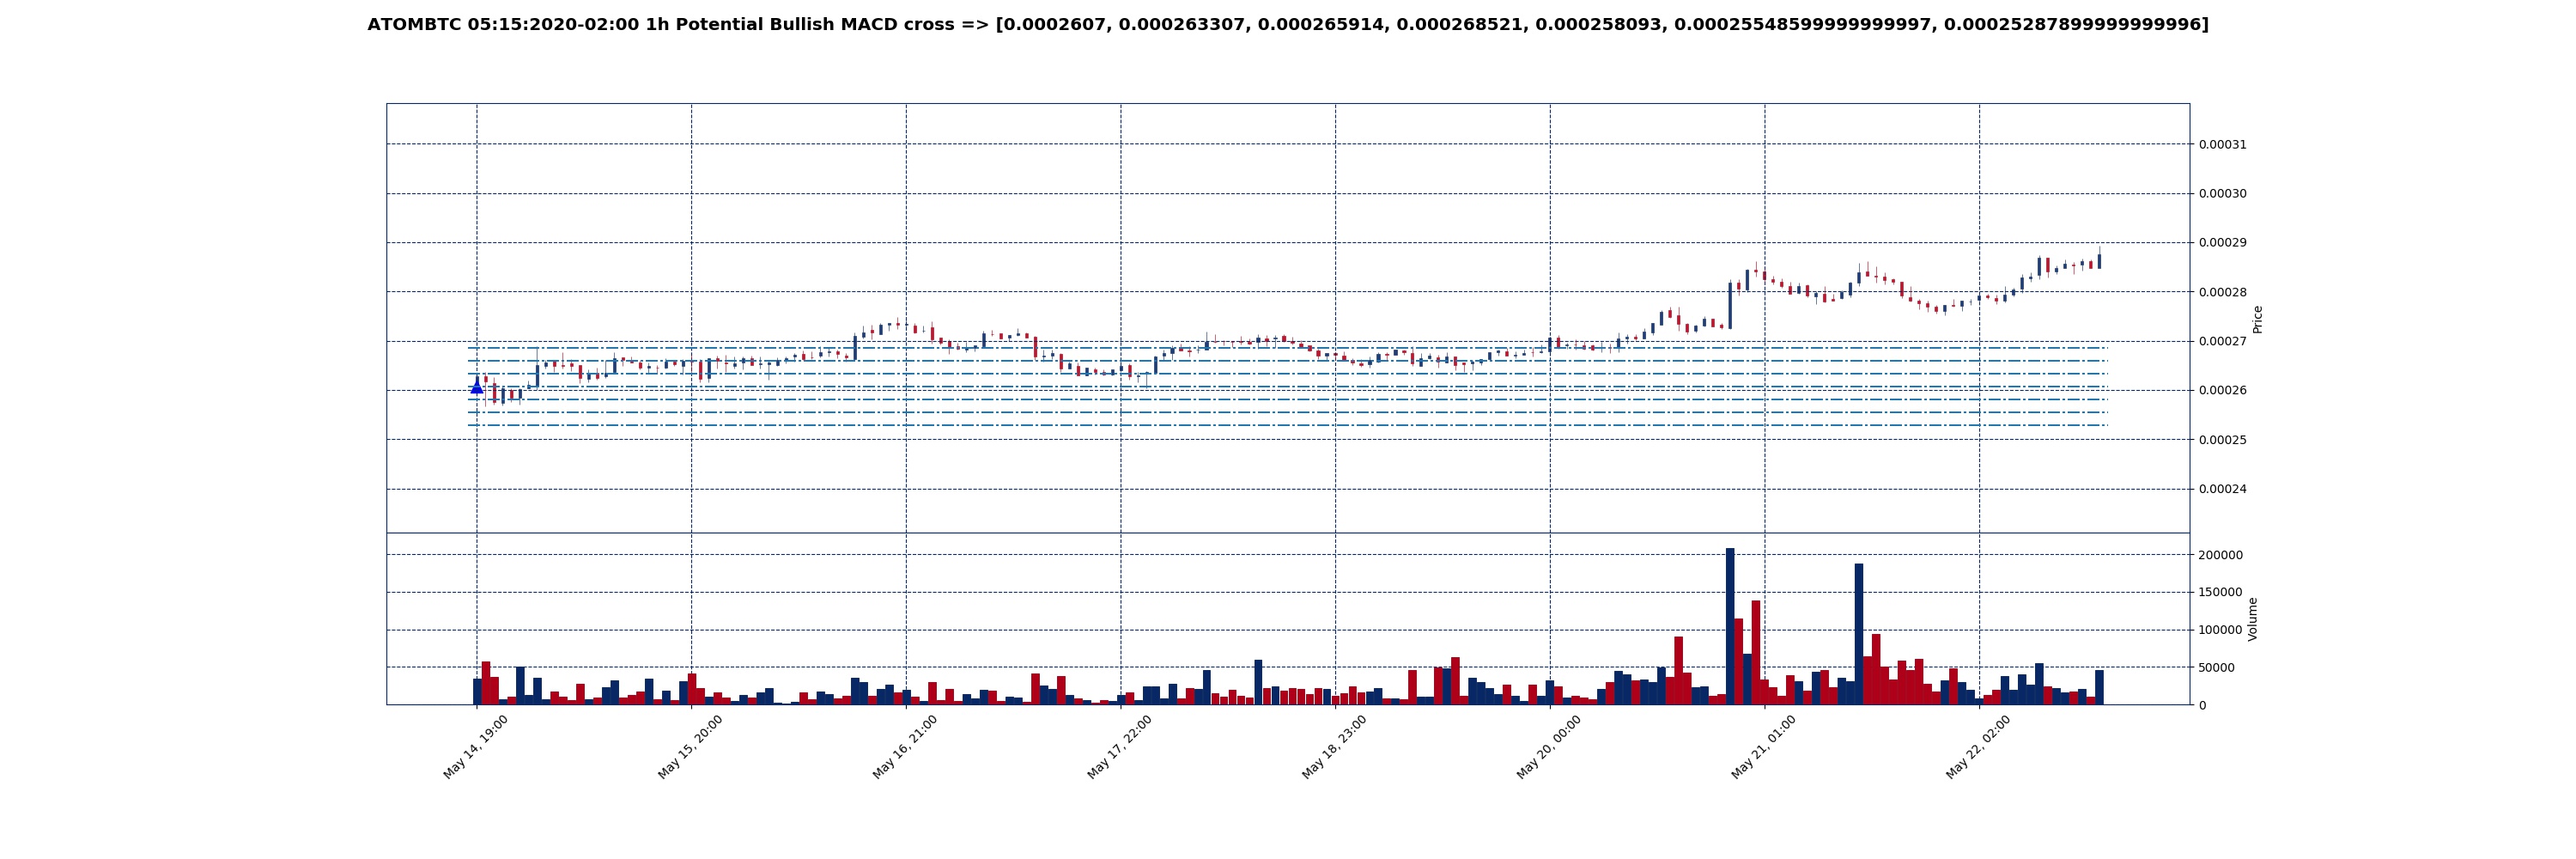 ATOMBTC 05:15:2020-02:00 1h Potential Bullish MACD cross => [0.0002607, 0.000263307, 0.000265914, 0.000268521, 0.000258093, 0.00025548599999999997, 0.00025287899999999996]
0.00031
0.00030
0.00029
0.00028
0.00027
0.00026
0.00025
0.00024
Price
200000
150000
100000
50000
0
Volume
May 14, 19:00
May 15, 20:00
May 16, 21:00
May 17, 22:00
May 18, 23:00
May 20, 00:00
May 21, 01:00
May 22, 02:00